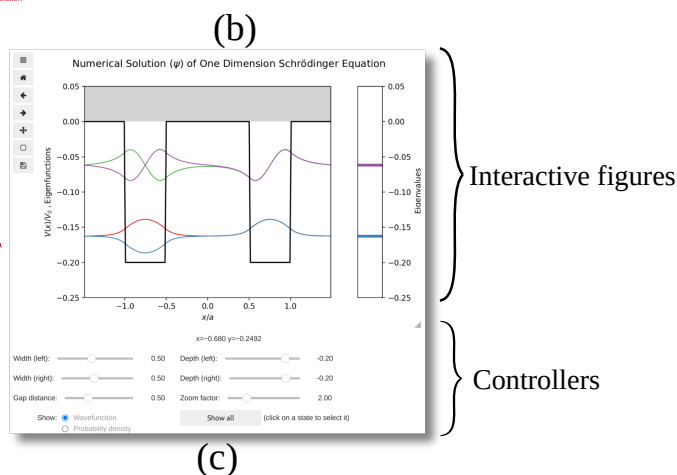 (b)
Numerical Solution (ψ) of One Dimension Schrödinger Equation
0.05
0.00
−0.05
−0.10
−0.15
−0.20
−0.25
V(x)/V₀ , Eigenfunctions
−1.0 −0.5 0.0 0.5 1.0
x/a
0.05
0.00
−0.05
−0.10
−0.15
−0.20
−0.25
Eigenvalues
Interactive figures
x=−0.680 y=−0.2492
Width (left): 0.50 Depth (left): -0.20
Width (right): 0.50 Depth (right): -0.20
Gap distance: 0.50 Zoom factor: 2.00
Show: Wavefunction Show all (click on a state to select it)
Probability density
Controllers
(c)